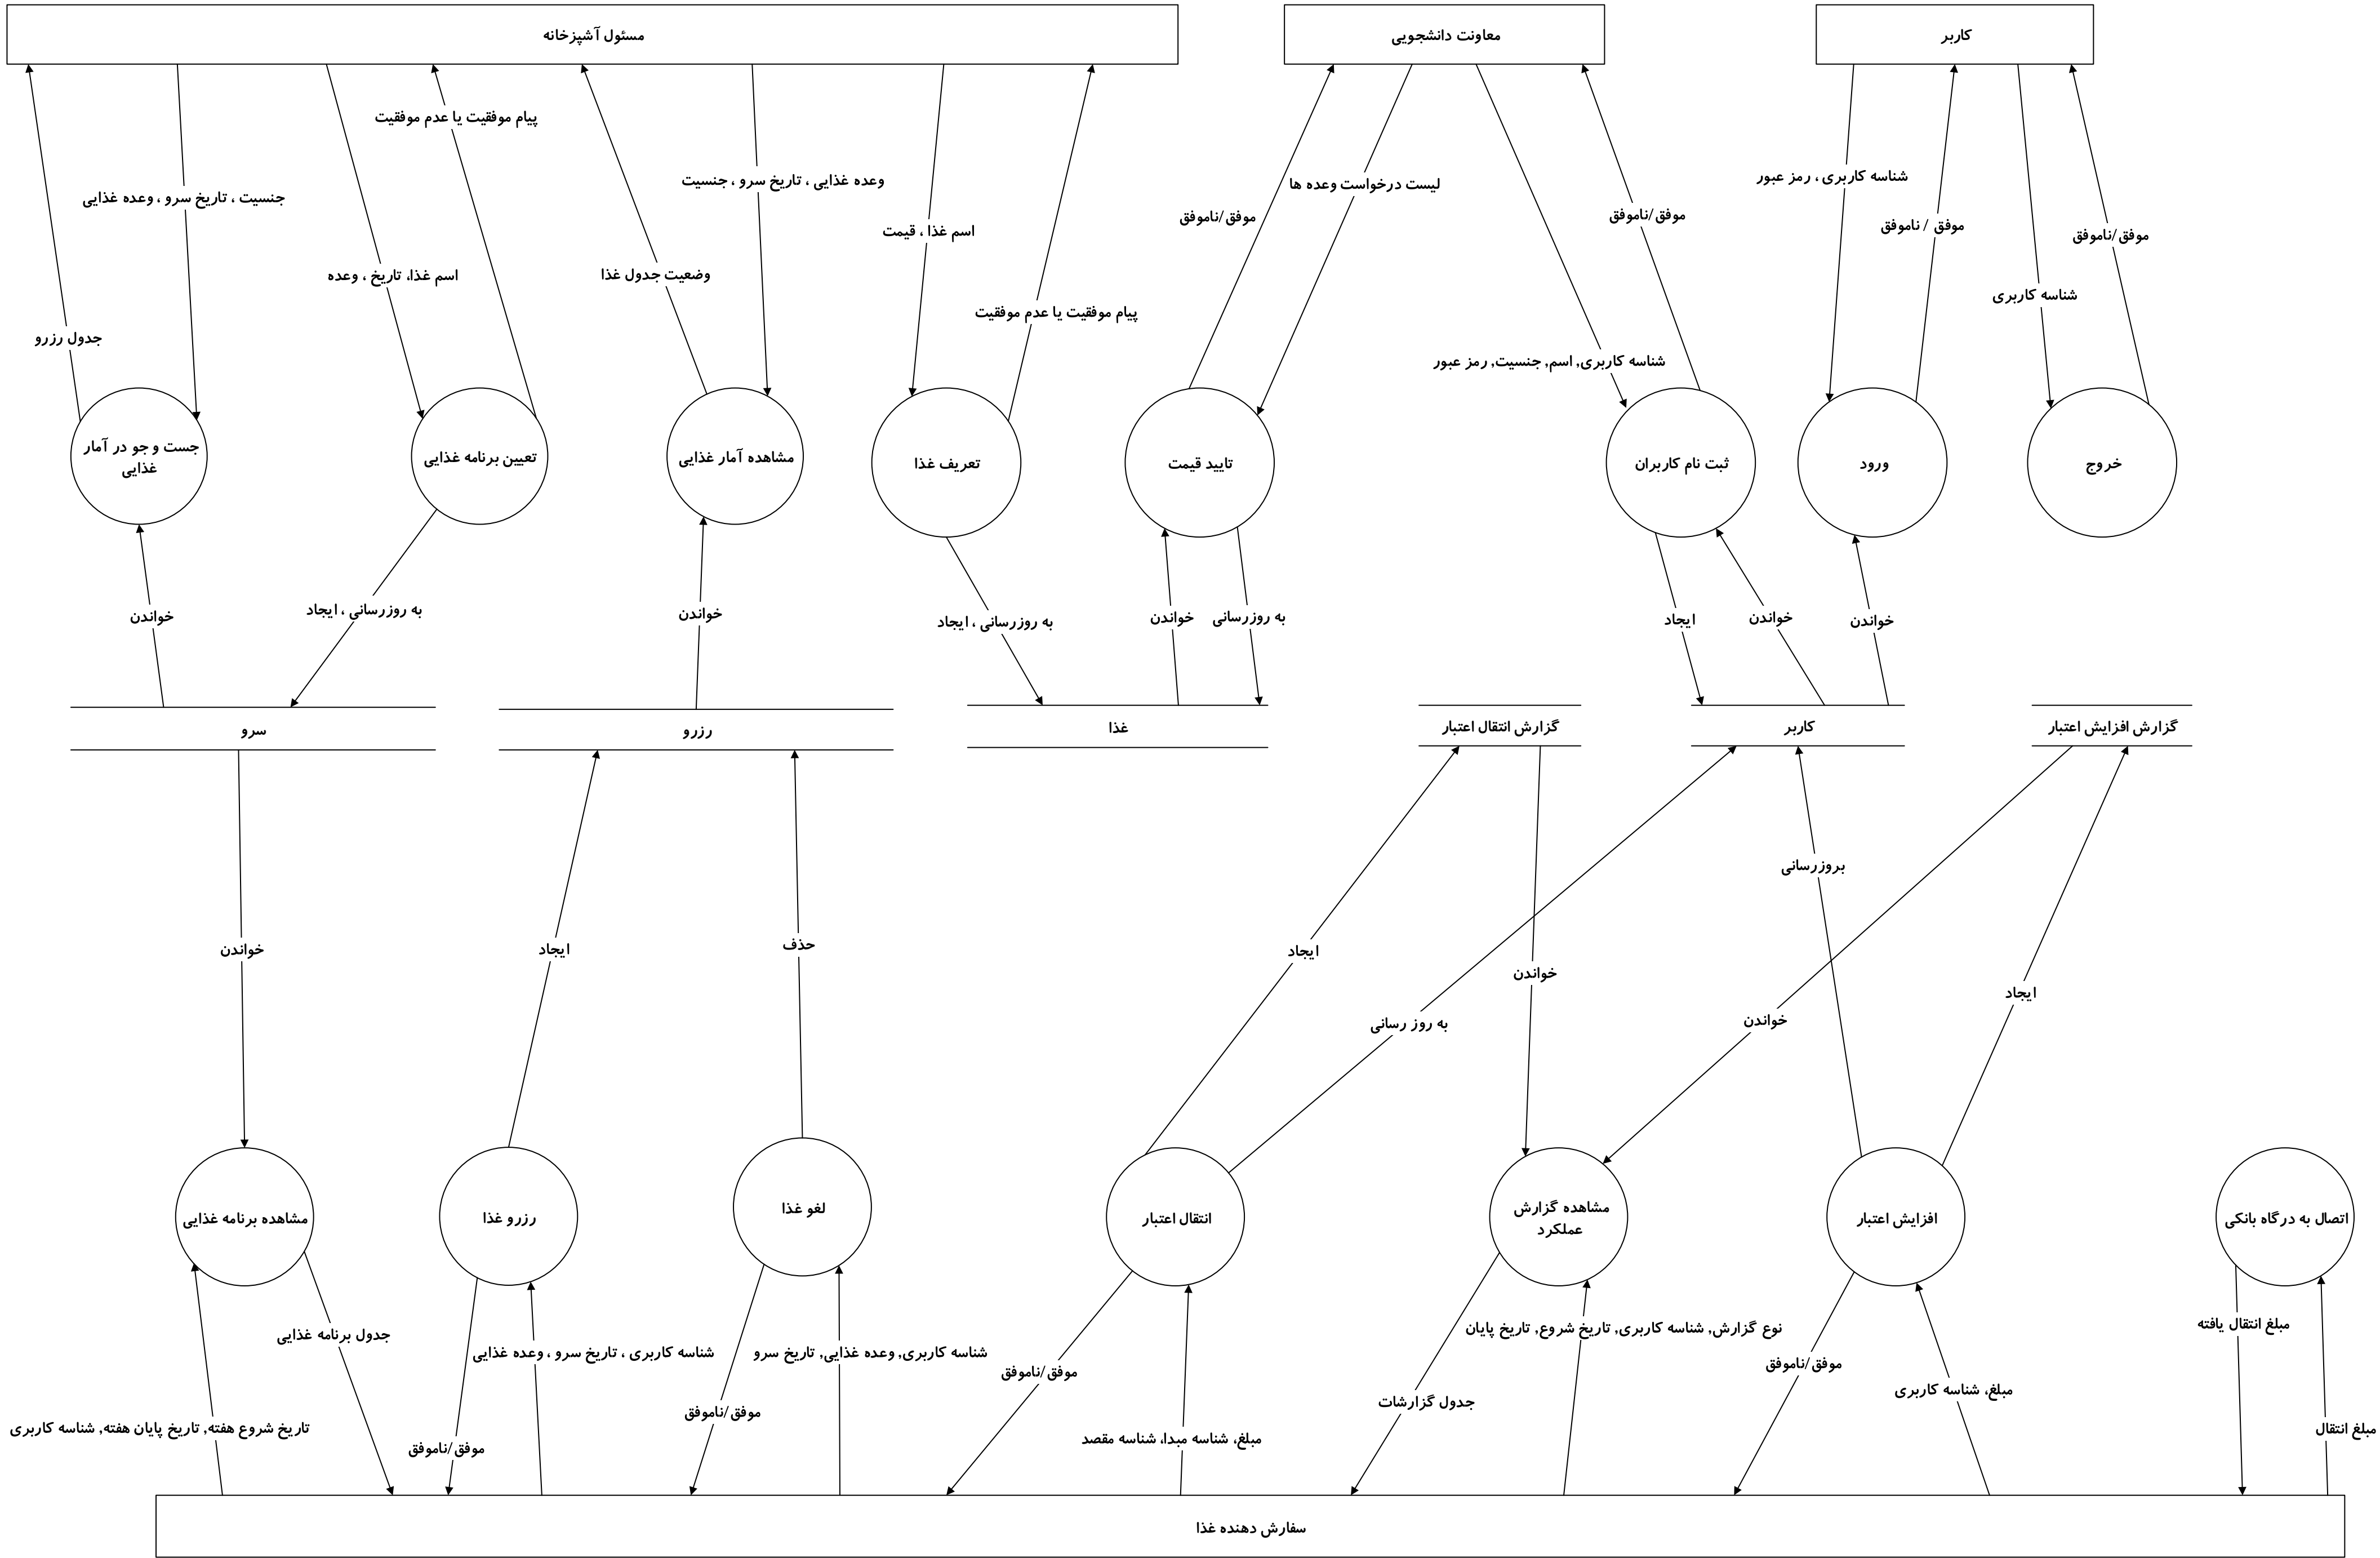 کاربر
معاونت دانشجویی
مسئول آشپزخانه
پیام موفقیت یا عدم موفقیت
شناسه کاربری ، رمز عبور
وعده غذایی ، تاریخ سرو ، جنسیت
لیست درخواست وعده ها
جنسیت ، تاریخ سرو ، وعده غذایی
موفق/ناموفق
موفق/ناموفق
موفق / ناموفق
اسم غذا ، قیمت
موفق/ناموفق
اسم غذا، تاریخ ، وعده
وضعیت جدول غذا
شناسه کاربری
پیام موفقیت یا عدم موفقیت
جدول رزرو
شناسه کاربری, اسم, جنسیت, رمز عبور
خروج
ورود
ثبت نام کاربران
تایید قیمت
تعریف غذا
مشاهده آمار غذایی
تعیین برنامه غذایی
جست و جو در آمار
غذایی
خواندن
خواندن
ایجاد
به روزرسانی
خواندن
به روزرسانی ، ایجاد
خواندن
به روزرسانی ، ایجاد
خواندن
گزارش افزایش اعتبار
کاربر
گزارش انتقال اعتبار
غذا
رزرو
سرو
بروزرسانی
حذف
ایجاد
خواندن
ایجاد
خواندن
ایجاد
خواندن
به روز رسانی
اتصال به درگاه بانکی
افزایش اعتبار
مشاهده گزارش
عملکرد
انتقال اعتبار
لغو غذا
رزرو غذا
مشاهده برنامه غذایی
مبلغ انتقال یافته
نوع گزارش, شناسه کاربری, تاریخ شروع, تاریخ پایان
جدول برنامه غذایی
شناسه کاربری, وعده غذایی, تاریخ سرو
شناسه کاربری ، تاریخ سرو ، وعده غذایی
موفق/ناموفق
موفق/ناموفق
مبلغ، شناسه کاربری
جدول گزارشات
موفق/ناموفق
مبلغ انتقال
تاریخ شروع هفته, تاریخ پایان هفته, شناسه کاربری
مبلغ، شناسه مبدا، شناسه مقصد
موفق/ناموفق
سفارش دهنده غذا